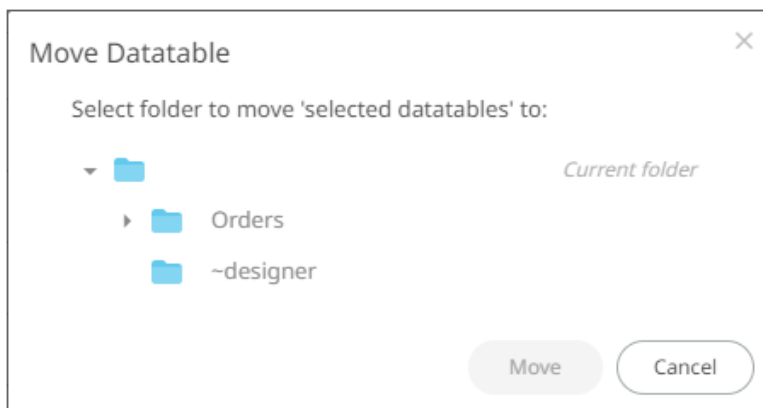 Move Datatable
Select folder to move 'selected datatables' to:
Current folder
Orders
~designer
Move
Cancel